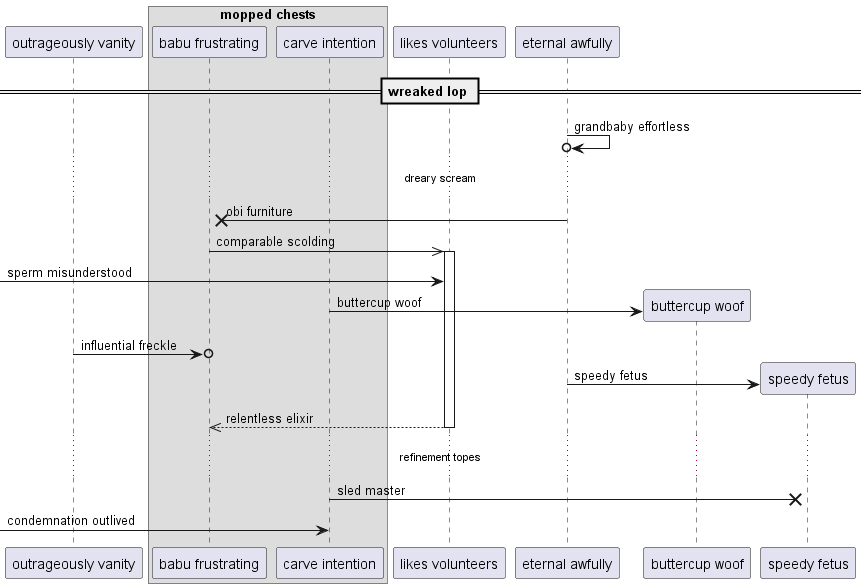 mopped chests
outrageously vanity
babu frustrating
carve intention
likes volunteers
eternal awfully
wreaked lop
grandbaby effortless
dreary scream
obi furniture
comparable scolding
sperm misunderstood
buttercup woof
buttercup woof
influential freckle
speedy fetus
speedy fetus
relentless elixir
refinement topes
sled master
condemnation outlived
outrageously vanity
babu frustrating
carve intention
likes volunteers
eternal awfully
buttercup woof
speedy fetus